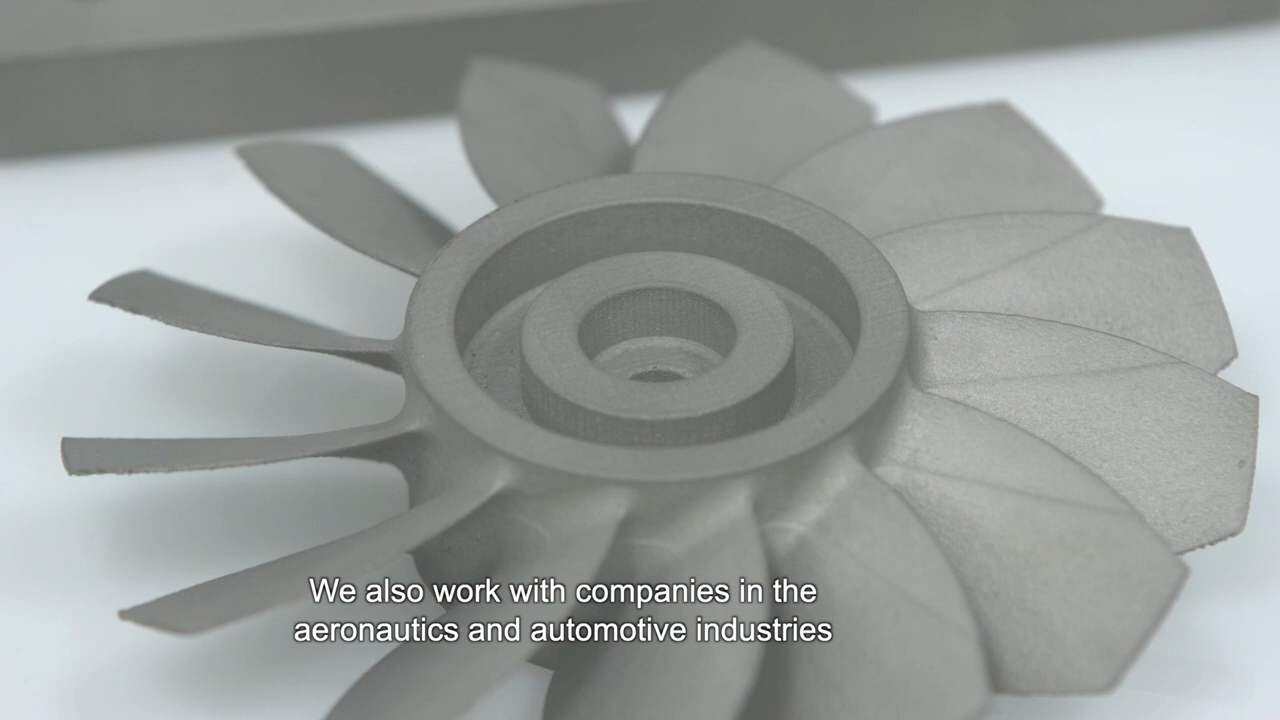 We also work with companies in the
aeronautics and automotive industries